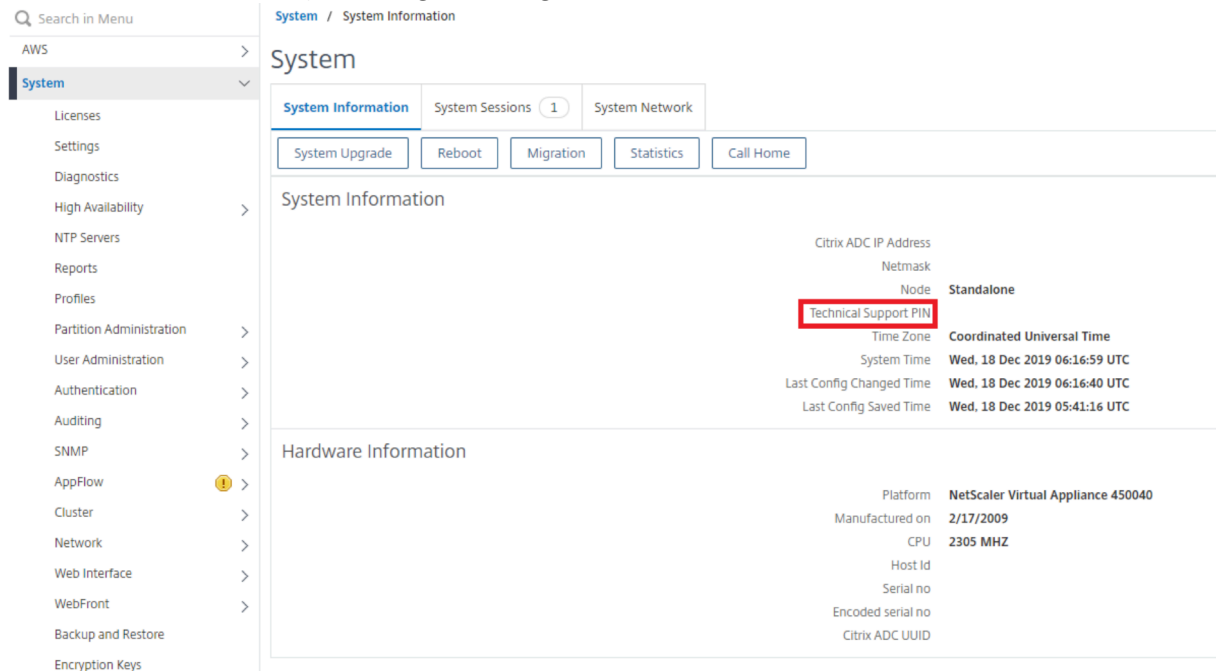 Search in Menu
AWS
System
Licenses
Settings
Diagnostics
High Availability
NTP Servers
Reports
Profiles
Partition Administration
User Administration
Authentication
Auditing
SNMP
AppFlow
!
Cluster
Network
Web Interface
WebFront
Backup and Restore
Encryption Keys
System / System Information
System
System Information System Sessions 1 System Network
System Upgrade Reboot Migration Statistics Call Home
System Information
Citrix ADC IP Address
Netmask
Node Standalone
Technical Support PIN
Time Zone Coordinated Universal Time
System Time Wed, 18 Dec 2019 06:16:59 UTC
Last Config Changed Time Wed, 18 Dec 2019 06:16:40 UTC
Last Config Saved Time Wed, 18 Dec 2019 05:41:16 UTC
Hardware Information
Platform NetScaler Virtual Appliance 450040
Manufactured on 2/17/2009
CPU 2305 MHZ
Host Id
Serial no
Encoded serial no
Citrix ADC UUID